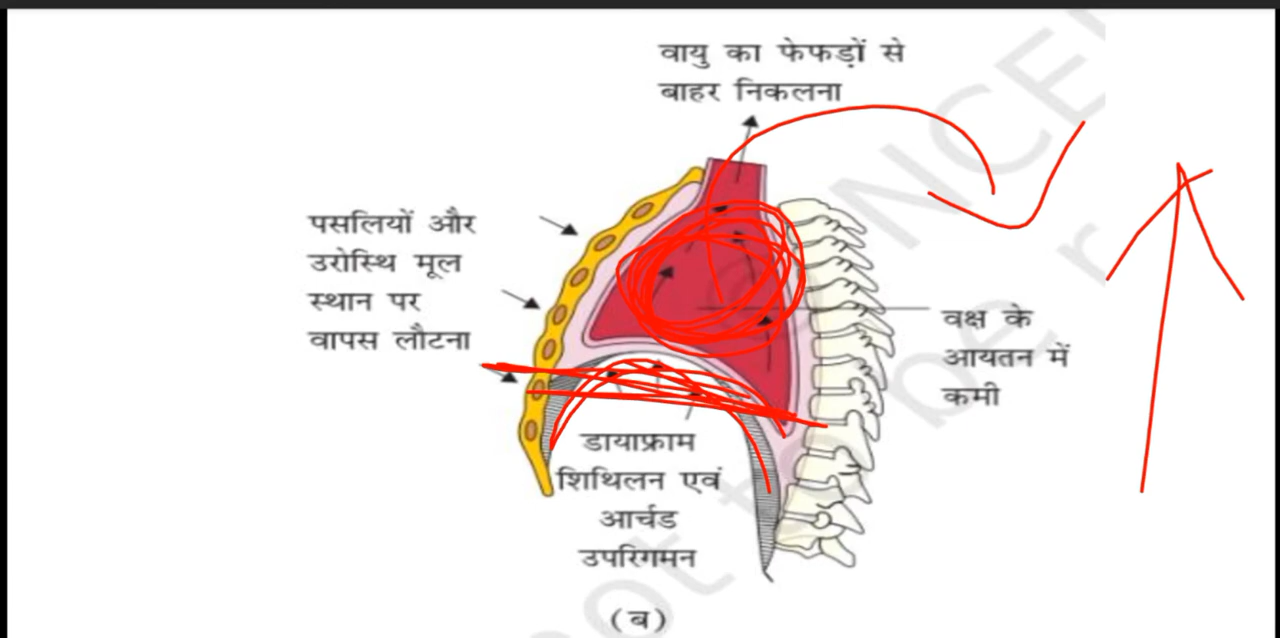 वायु का फेफड़ों से
बाहर निकलना
पसलियों और
उरोस्थि मूल
स्थान पर
वापस लौटना
वक्ष के
आयतन में
कमी
डायाफ्राम
शिथिलन एवं
आर्चड
उपरिगमन
(ब)